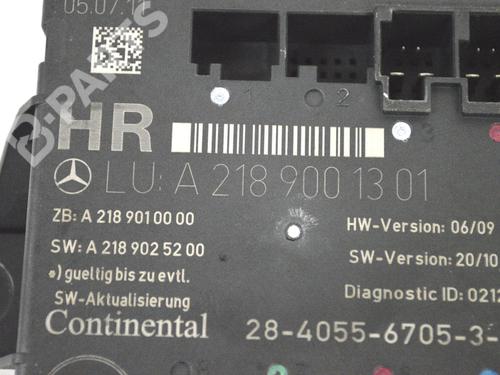 05.07.11
B-PARTS
1
2
3
HR
LU: A 218 900 13 01
ZB: A 218 901 00 00
HW-Version: 06/09
SW: A 218 902 52 00
SW-Version: 20/10
*) gueltig bis zu evtl.
SW-Aktualisierung
Diagnostic ID: 0212
Continental
28-4055-6705-3-